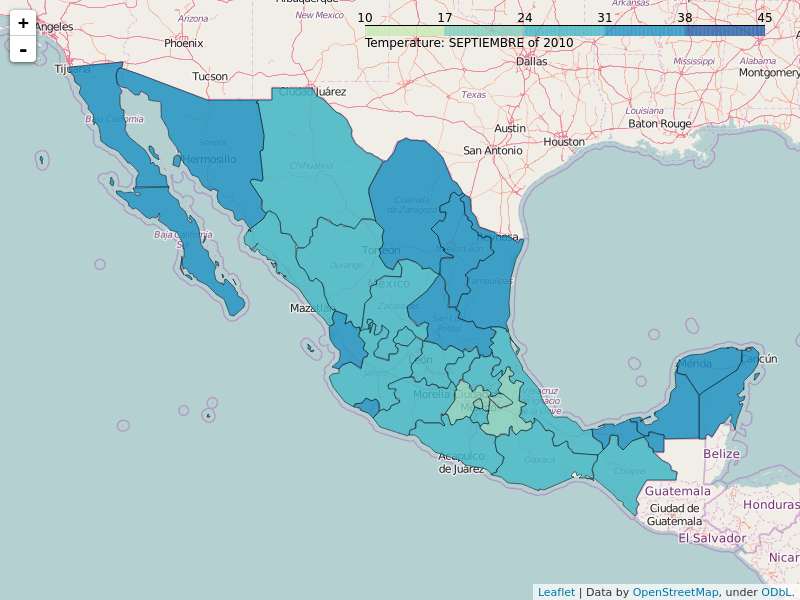 +
-
10 17 24 31 38 45
Temperature: SEPTIEMBRE of 2010
Arizona
New Mexico
Arkansas
Angeles
Phoenix
Dallas
Mississippi
Alabama
Tijuana
Tucson
Montgomery
Ciudad Juárez
Texas
Louisiana
Baja California
Austin
Baton Rouge
Sonora
Houston
Hermosillo
San Antonio
Chihuahua
Coahuila
de Zaragoza
Baja California
Sur
Reynosa
Nuevo León
Torreón
Durango
Tamaulipas
México
Mazatlán
Zacatecas
San Luis
Potosí
León
Jalisco
Mérida
Cancún
Morelia
Ciudad de
México
Veracruz
de Ignacio
de la Llave
Acapulco
de Juárez
Oaxaca
Chiapas
Belize
Guatemala
Ciudad de
Guatemala
Honduras
El Salvador
Nicar
Leaflet | Data by OpenStreetMap, under ODbL.